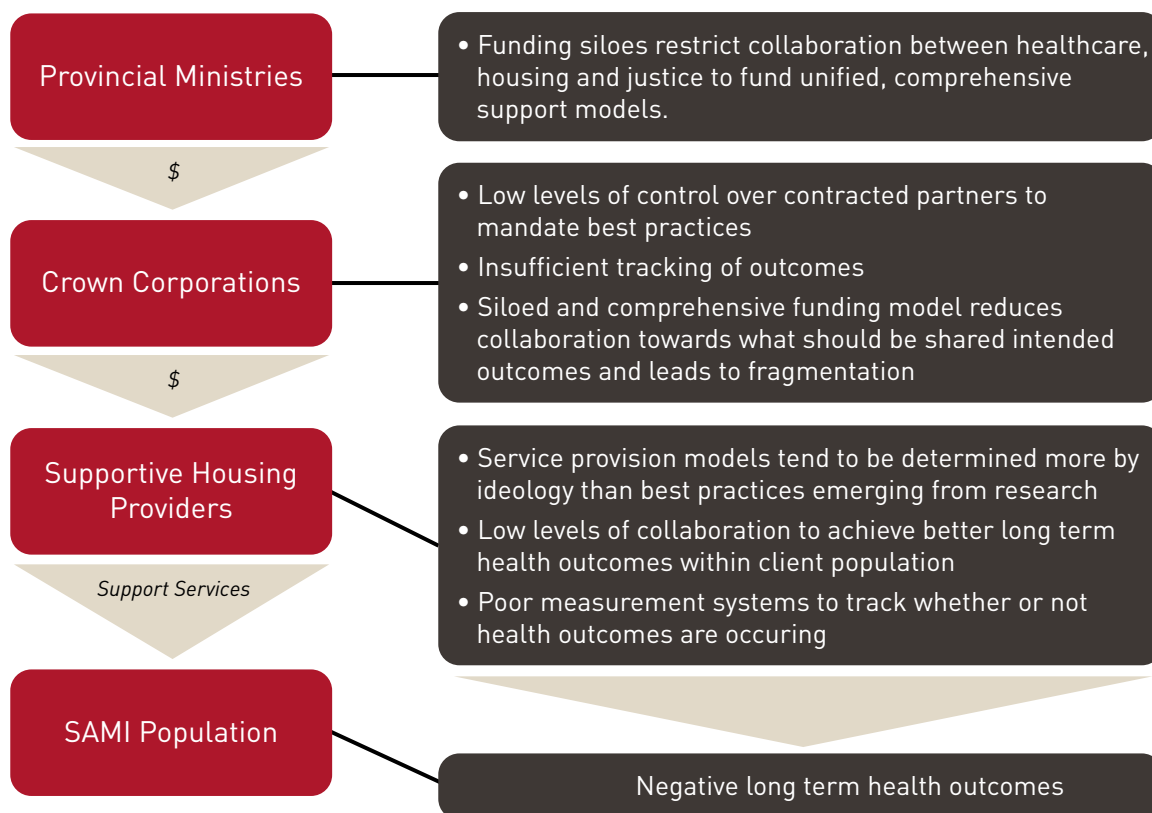 Provincial Ministries
• Funding siloes restrict collaboration between healthcare,
housing and justice to fund unified, comprehensive
support models.
$
Crown Corporations
• Low levels of control over contracted partners to
mandate best practices
• Insufficient tracking of outcomes
• Siloed and comprehensive funding model reduces
collaboration towards what should be shared intended
outcomes and leads to fragmentation
$
Supportive Housing
Providers
• Service provision models tend to be determined more by
ideology than best practices emerging from research
• Low levels of collaboration to achieve better long term
health outcomes within client population
• Poor measurement systems to track whether or not
health outcomes are occuring
Support Services
SAMI Population
Negative long term health outcomes